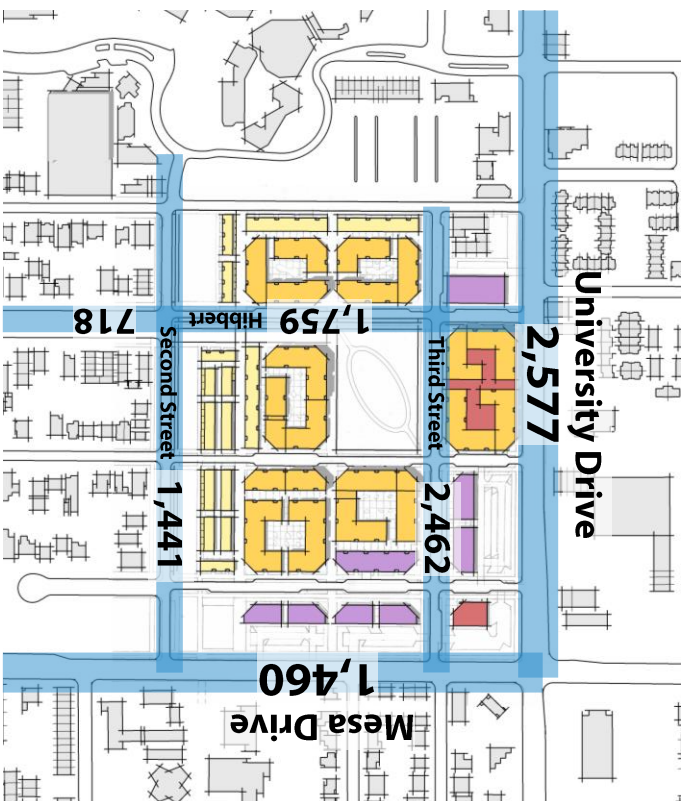 University Drive
2,577
Third Street
2,462
Second Street
1,441
718
Hibbert
1,759
1,460
Mesa Drive